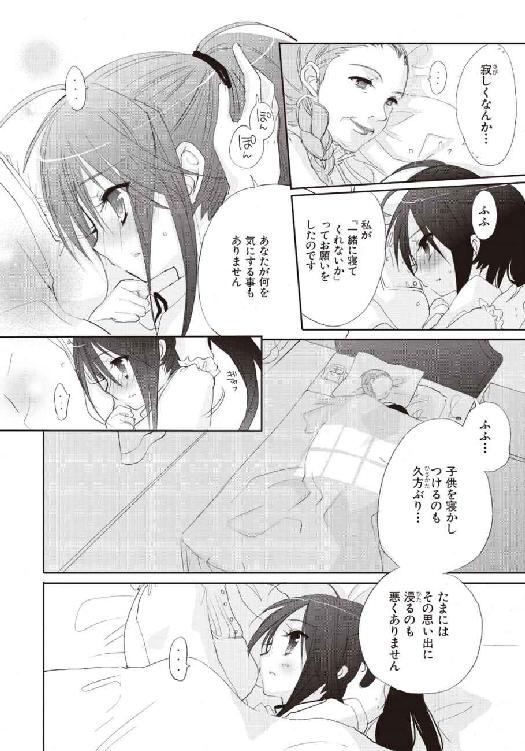 寂しくなんか…
…
ふふ
私が
「一緒に寝て
くれないか」
ってお願いを
したのです
…
ぽん
ぽん
あなたが何を
気にする事も
ありません
…
ぎゅっ
ふふ…
子供を寝かし
つけるのも
久方ぶり…
たまには
その思い出に
浸るのも
悪くありません
…